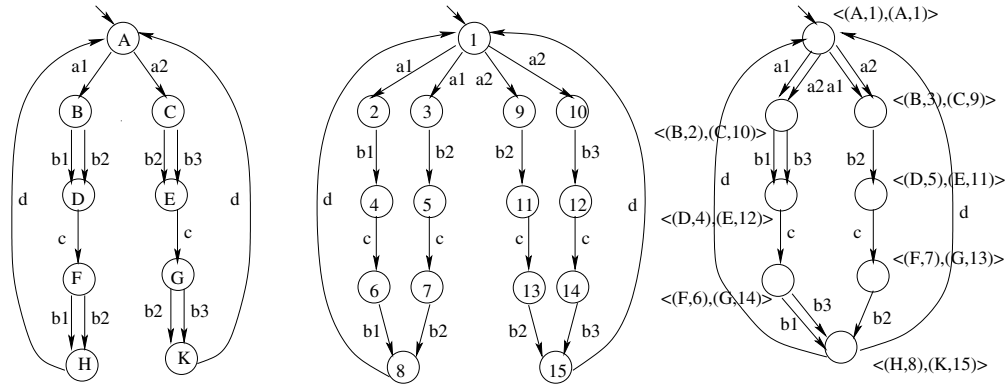 A
a1 a2
B C
b1 b2 b2 b3
D E
c c
d d
F G
b1 b2 b2 b3
H K
1
a1 a1 a2 a2
2 3 9 10
b1 b2 b2 b3
4 5 11 12
d d
c c c c
6 7 13 14
b1 b2 b2 b3
8 15
<(A,1),(A,1)>
a1 a2 a1 a2
<(B,3),(C,9)>
<(B,2),(C,10)>
b1 b3 b2
<(D,5),(E,11)>
d d
<(D,4),(E,12)>
c c
<(F,7),(G,13)>
<(F,6),(G,14)>
b1 b3 b2
<(H,8),(K,15)>